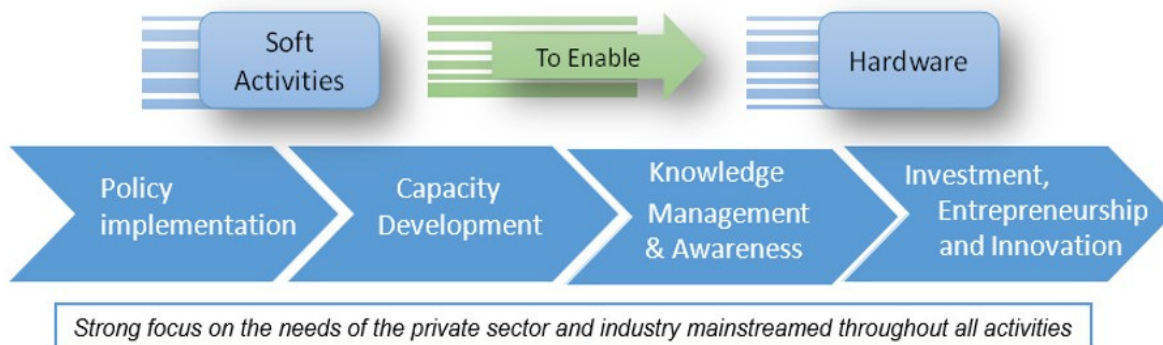 Soft
Activities
To Enable
Hardware
Policy
implementation
Capacity
Development
Knowledge
Management
& Awareness
Investment,
Entrepreneurship
and Innovation
Strong focus on the needs of the private sector and industry mainstreamed throughout all activities